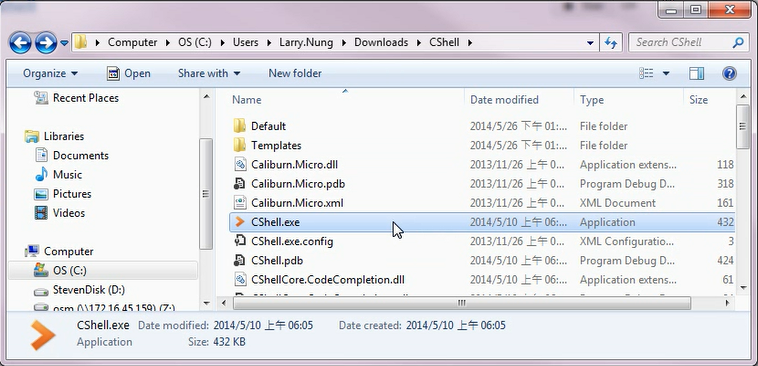 Computer ▸ OS (C:) ▸ Users ▸ Larry.Nung ▸ Downloads ▸ CShell ▸ Search CShell
Organize Open Share with New folder
Recent Places
Libraries
Documents
Music
Pictures
Videos
Computer
OS (C:)
StevenDisk (D:)
osm (\\172.16.45.159) (Z:)
Name Date modified Type Size
Default 2014/5/26 下午 01:... File folder
Templates 2014/5/26 下午 01:... File folder
Caliburn.Micro.dll 2013/11/26 上午 0... Application extens... 118
Caliburn.Micro.pdb 2013/11/26 上午 0... Program Debug D... 318
Caliburn.Micro.xml 2013/11/26 上午 0... XML Document 161
CShell.exe 2014/5/10 上午 06:... Application 432
CShell.exe.config 2013/11/26 上午 0... XML Configuratio... 3
CShell.pdb 2014/5/10 上午 06:... Program Debug D... 424
CShellCore.CodeCompletion.dll 2014/5/10 上午 06:... Application extens... 61
CShell.exe Date modified: 2014/5/10 上午 06:05 Date created: 2014/5/10 上午 06:05
Application Size: 432 KB